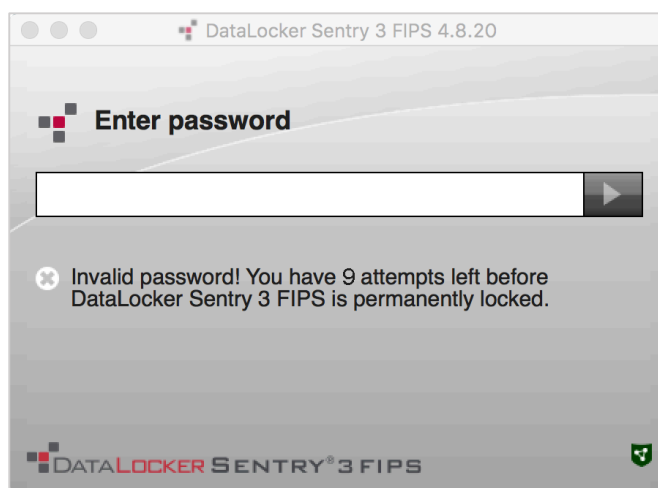 DataLocker Sentry 3 FIPS 4.8.20
Enter password
Invalid password! You have 9 attempts left before
DataLocker Sentry 3 FIPS is permanently locked.
DATALOCKER SENTRY® 3 FIPS